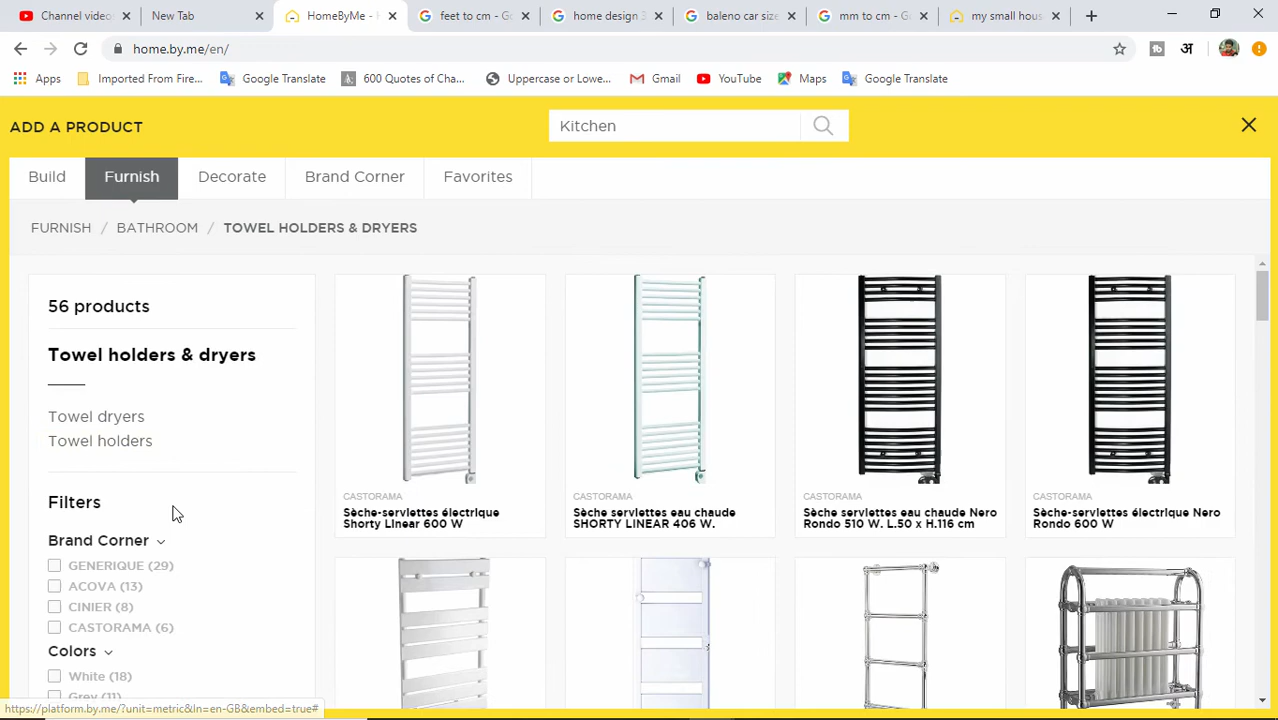 Channel video
New Tab
HomeByMe - 
feet to cm - Go
home design 3
baleno car size
mm to cm - G
my small hous
home.by.me/en/
Apps
Imported From Fire...
Google Translate
600 Quotes of Cha...
Uppercase or Lowe...
Gmail
YouTube
Maps
Google Translate
ADD A PRODUCT
Kitchen
Build
Furnish
Decorate
Brand Corner
Favorites
FURNISH / BATHROOM / TOWEL HOLDERS & DRYERS
56 products
Towel holders & dryers
Towel dryers
Towel holders
Filters
Brand Corner
GENERIQUE (29)
ACOVA (13)
CINIER (8)
CASTORAMA (6)
Colors
White (18)
Grey (11)
CASTORAMA
Sèche-serviettes électrique
Shorty Linear 600 W
CASTORAMA
Sèche serviettes eau chaude
SHORTY LINEAR 406 W.
CASTORAMA
Sèche serviettes eau chaude Nero
Rondo 510 W. L.50 x H.116 cm
CASTORAMA
Sèche-serviettes électrique Nero
Rondo 600 W
https://platform.by.me/?unit=metric&ln=en-GB&embed=true#